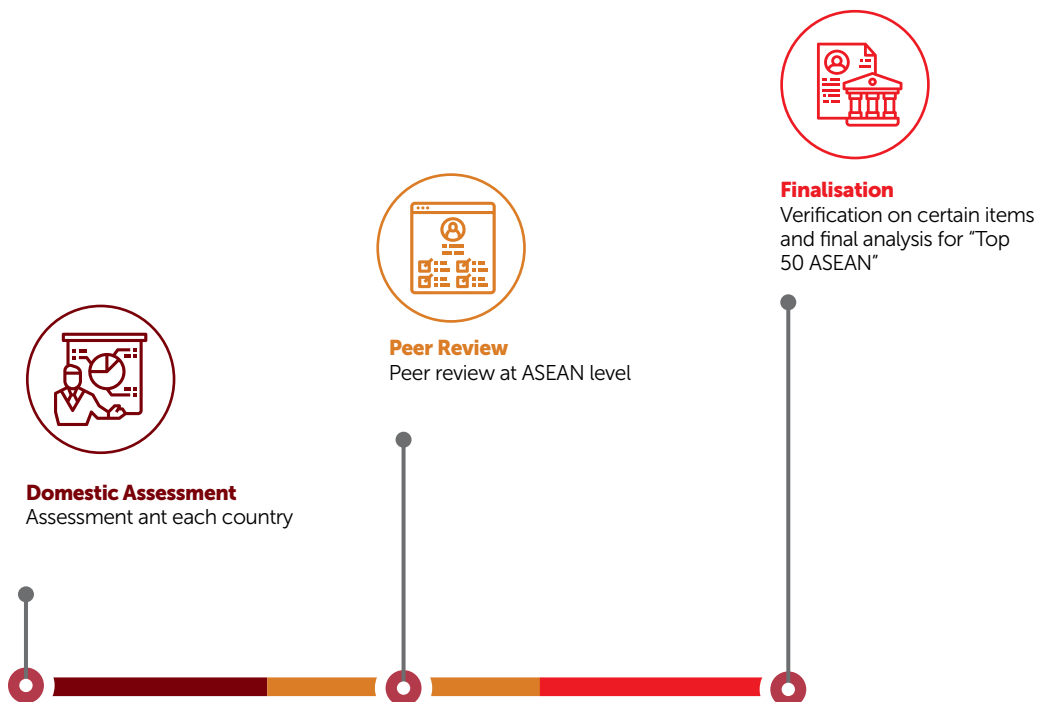 Domestic Assessment
Assessment ant each country
Peer Review
Peer review at ASEAN level
Finalisation
Verification on certain items
and final analysis for “Top
50 ASEAN”